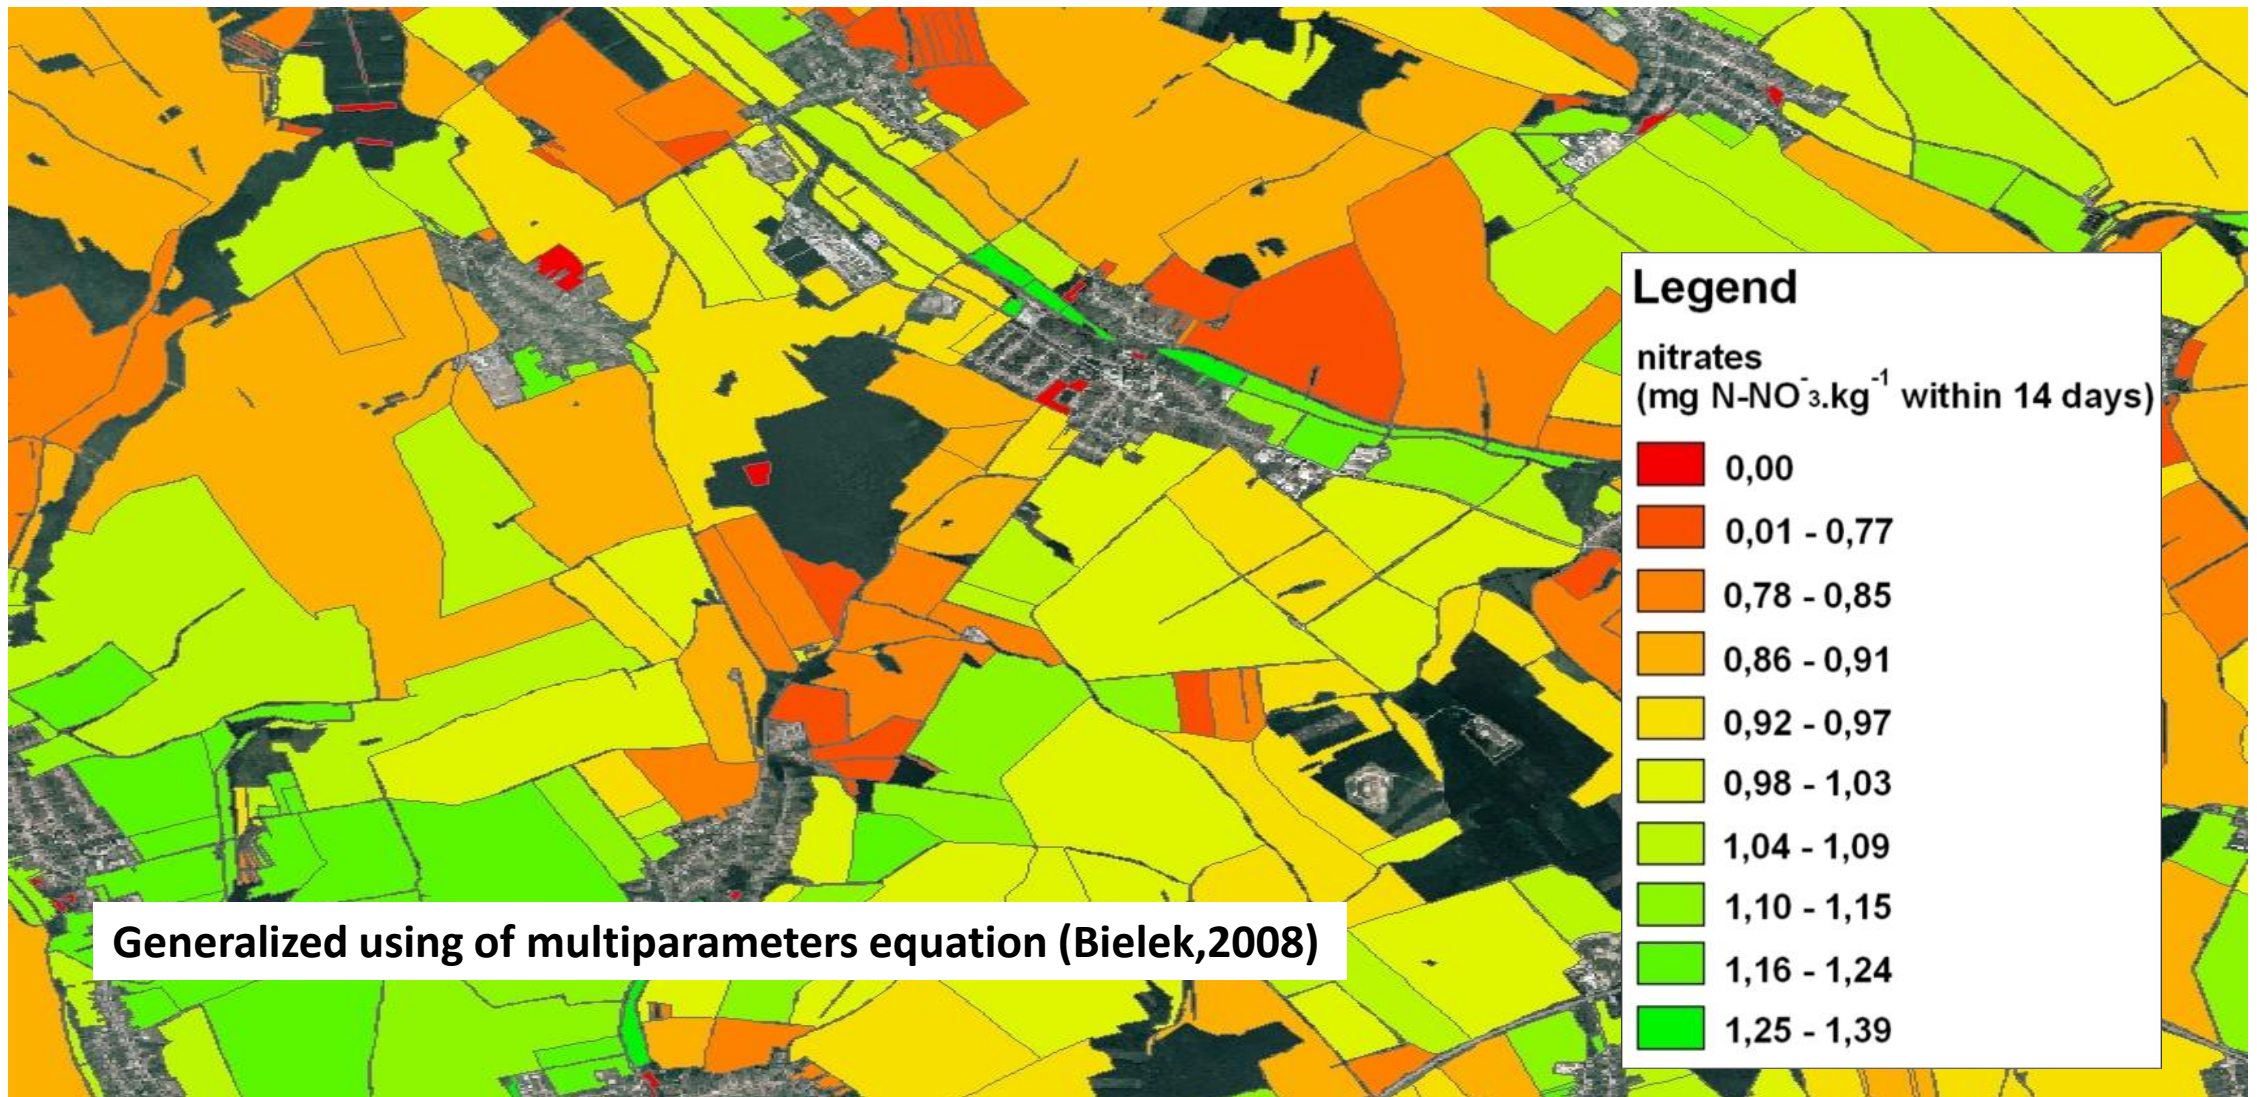 Legend
nitrates
(mg N-NO⁻₃.kg⁻¹ within 14 days)
0,00
0,01 - 0,77
0,78 - 0,85
0,86 - 0,91
0,92 - 0,97
0,98 - 1,03
1,04 - 1,09
1,10 - 1,15
1,16 - 1,24
1,25 - 1,39
Generalized using of multiparameters equation (Bielek,2008)